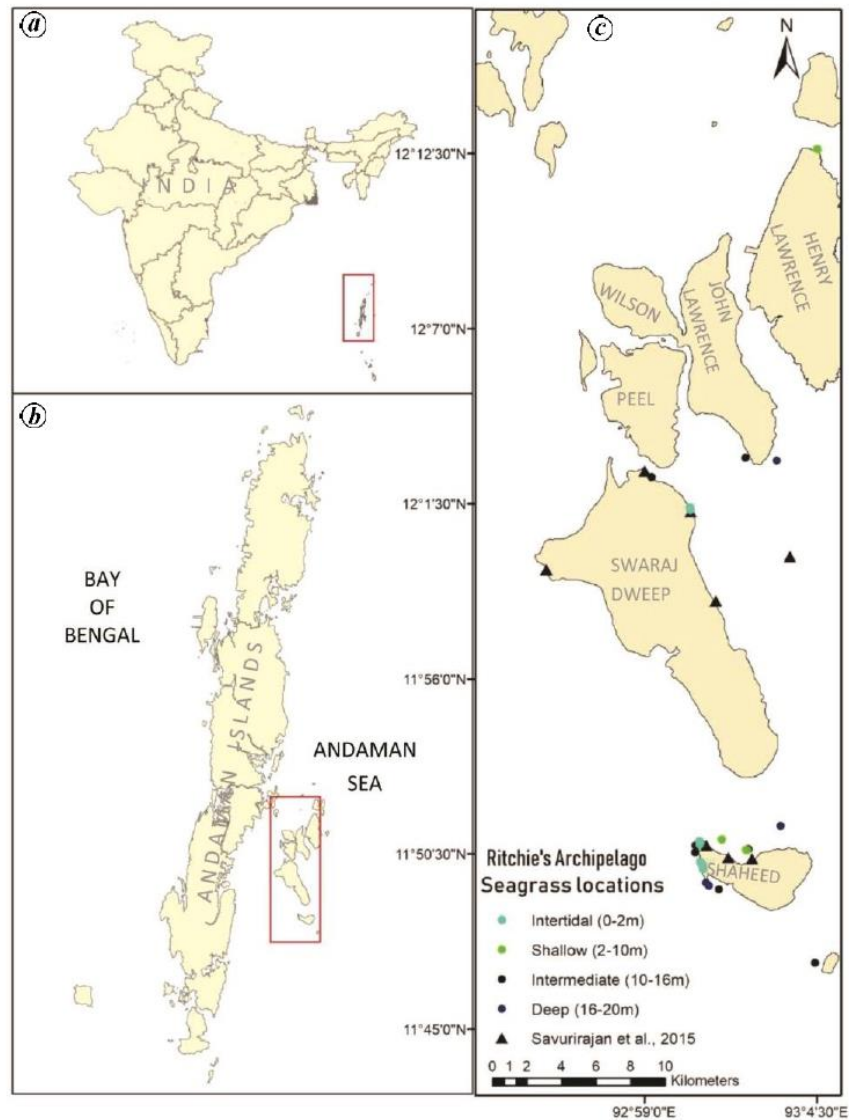 a
INDIA
b
BAY
OF
BENGAL
ANDAMAN ISLANDS
ANDAMAN
SEA
c
N
12°12'30"N
12°7'0"N
12°1'30"N
11°56'0"N
11°50'30"N
11°45'0"N
HENRY
LAWRENCE
JOHN
LAWRENCE
WILSON
PEEL
SWARAJ
DWEEP
SHAHEED
Ritchie's Archipelago
Seagrass locations
Intertidal (0-2m)
Shallow (2-10m)
Intermediate (10-16m)
Deep (16-20m)
Savurirajan et al., 2015
0 1 2 4 6 8 10
Kilometers
92°59'0"E
93°4'30"E